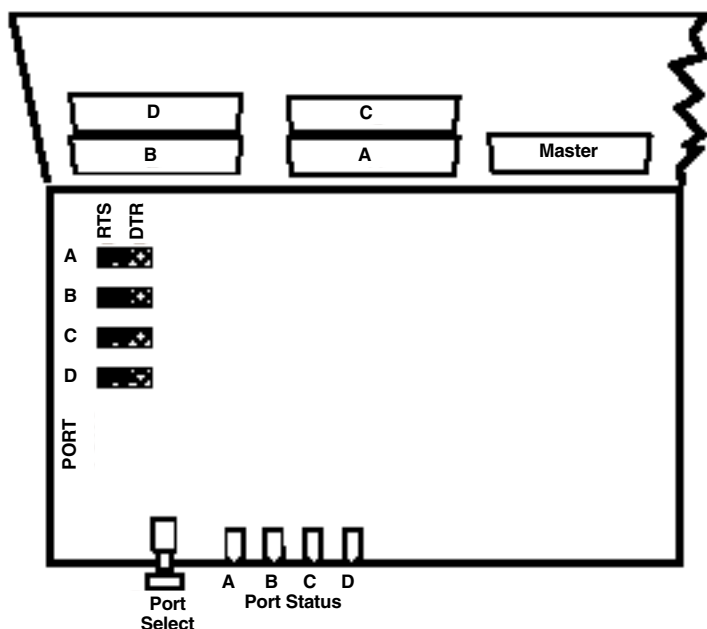 D
C
B
A
Master
RTS
DTR
A
B
C
D
PORT
A B C D
Port Status
Port
Select